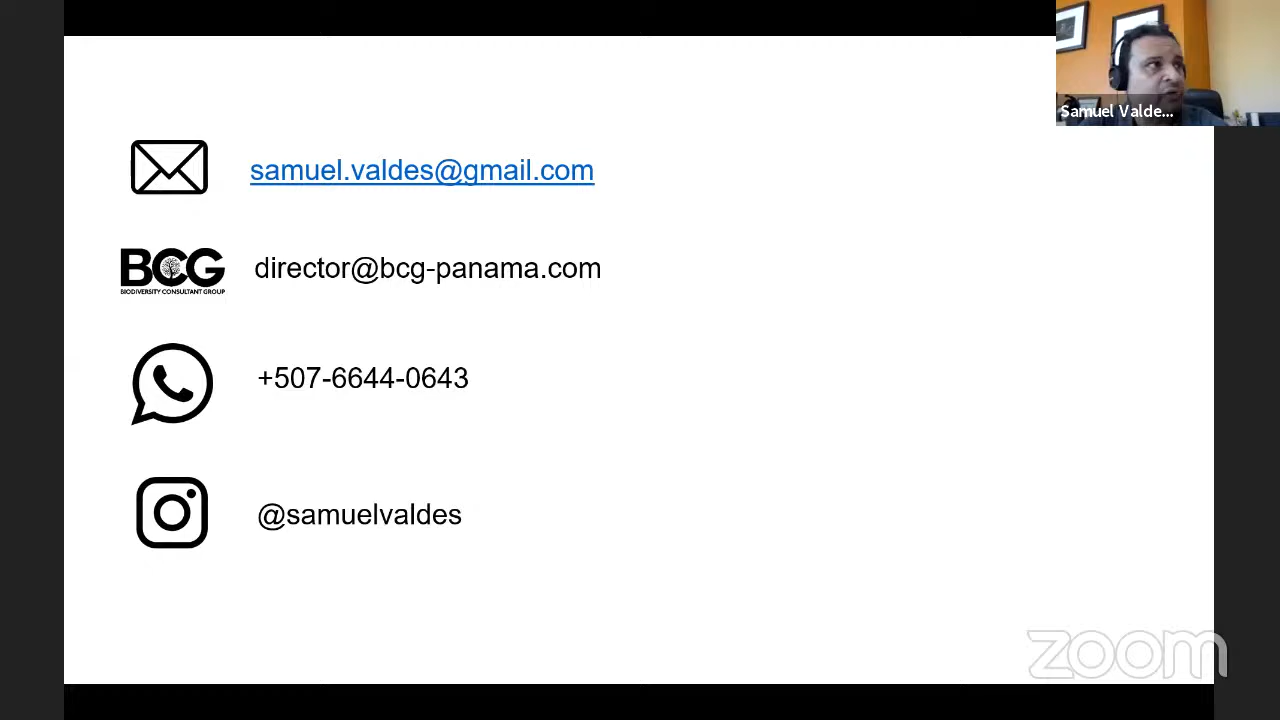 Samuel Valde...
samuel.valdes@gmail.com
BCG
BIODIVERSITY CONSULTANT GROUP
director@bcg-panama.com
+507-6644-0643
@samuelvaldes
zoom